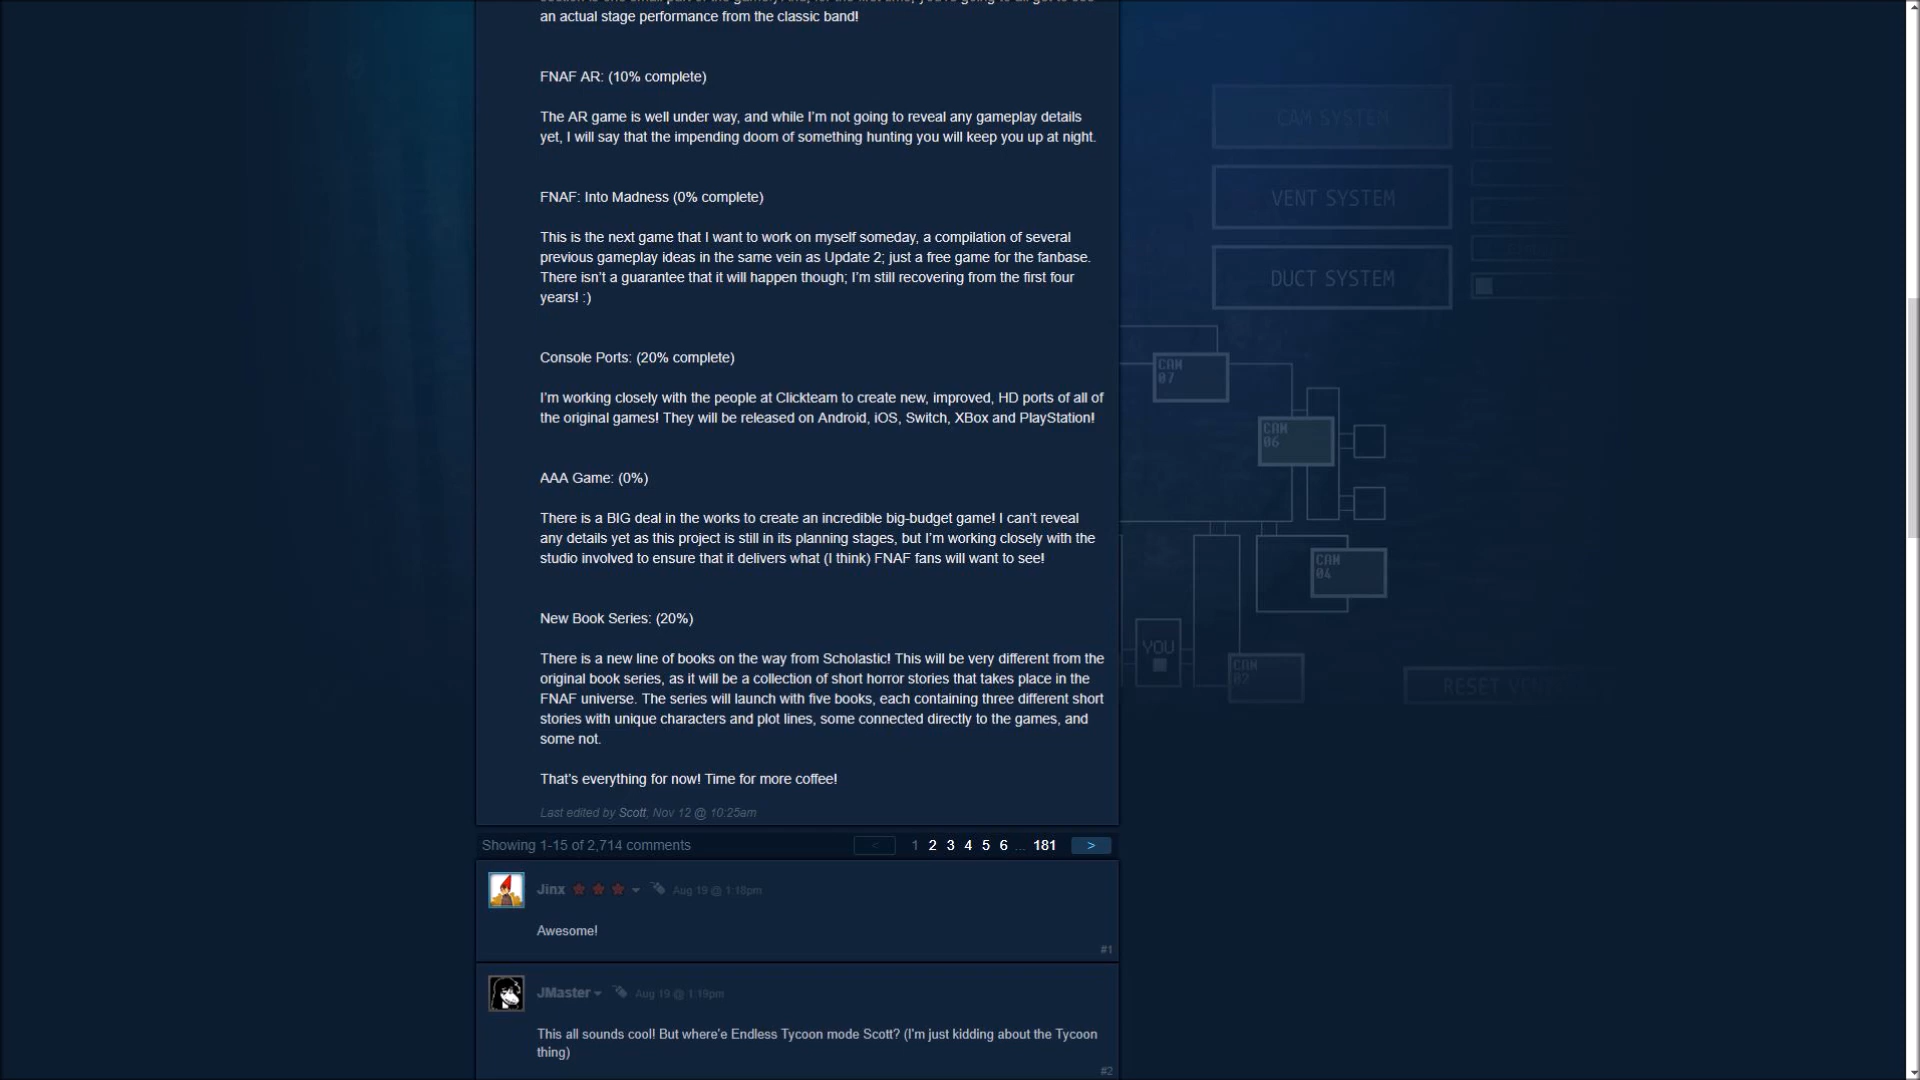 an actual stage performance from the classic band!
FNAF AR: (10% complete)
The AR game is well under way, and while I’m not going to reveal any gameplay details
yet, I will say that the impending doom of something hunting you will keep you up at night.
FNAF: Into Madness (0% complete)
This is the next game that I want to work on myself someday, a compilation of several
previous gameplay ideas in the same vein as Update 2; just a free game for the fanbase.
There isn’t a guarantee that it will happen though; I’m still recovering from the first four
years! :)
Console Ports: (20% complete)
I’m working closely with the people at Clickteam to create new, improved, HD ports of all of
the original games! They will be released on Android, iOS, Switch, XBox and PlayStation!
AAA Game: (0%)
There is a BIG deal in the works to create an incredible big-budget game! I can’t reveal
any details yet as this project is still in its planning stages, but I’m working closely with the
studio involved to ensure that it delivers what (I think) FNAF fans will want to see!
New Book Series: (20%)
There is a new line of books on the way from Scholastic! This will be very different from the
original book series, as it will be a collection of short horror stories that takes place in the
FNAF universe. The series will launch with five books, each containing three different short
stories with unique characters and plot lines, some connected directly to the games, and
some not.
That’s everything for now! Time for more coffee!
Last edited by Scott; Nov 12 @ 10:25am
Showing 1-15 of 2,714 comments
< 1 2 3 4 5 6 ... 181 >
Jinx Aug 19 @ 1:18pm
Awesome!
#1
JMaster Aug 19 @ 1:19pm
This all sounds cool! But where'e Endless Tycoon mode Scott? (I'm just kidding about the Tycoon
thing)
#2
CAM SYSTEM
VENT SYSTEM
DUCT SYSTEM
CAM
07
CAM
06
CAM
04
YOU
CAM
02
RESET